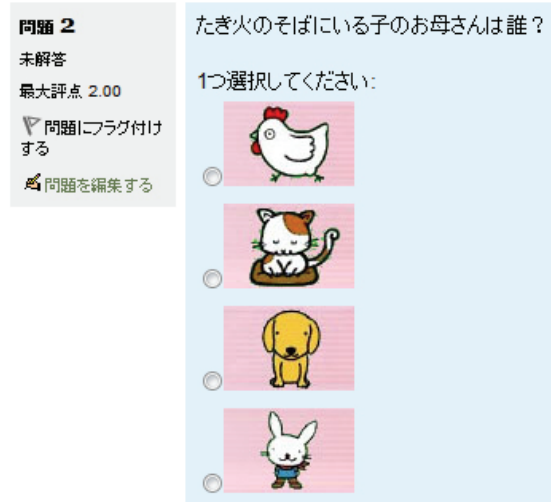 問題 2
未解答
最大評点 2.00
問題にフラグ付け
する
問題を編集する
たき火のそばにいる子のお母さんは誰？
1つ選択してください: